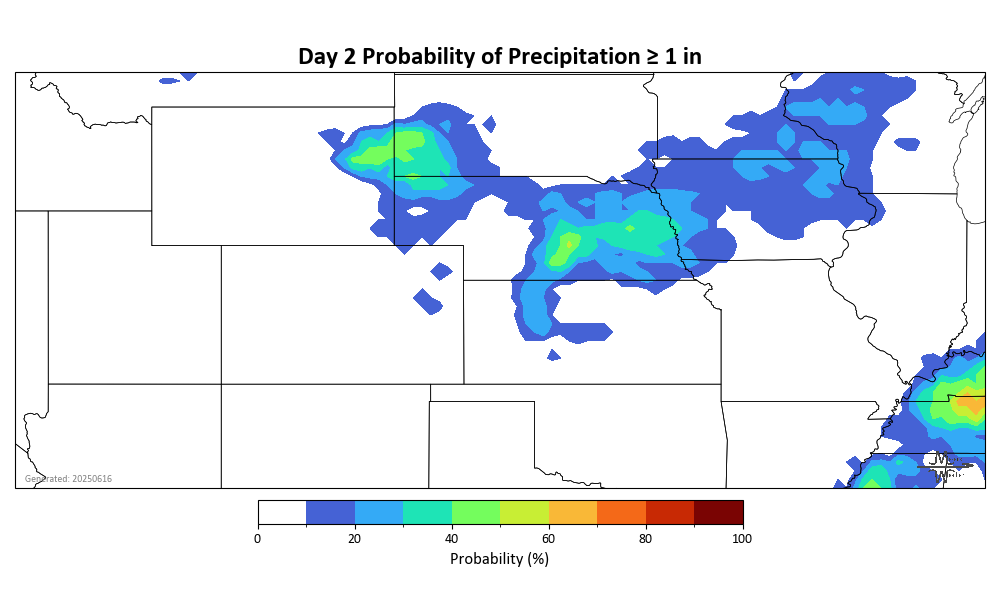 Day 2 Probability of Precipitation ≥ 1 in
Generated: 20250616
0 20 40 60 80 100
Probability (%)